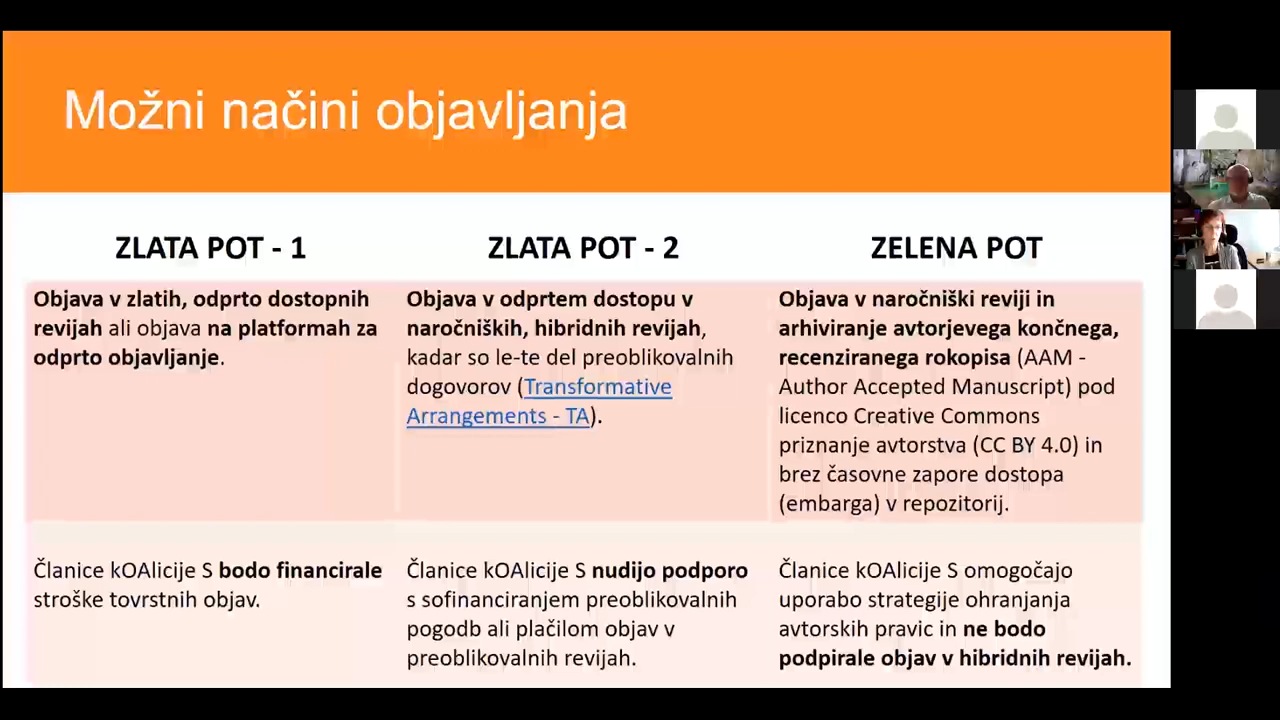 Možni načini objavljanja
ZLATA POT - 1
Objava v zlatih, odprto dostopnih
revijah ali objava na platformah za
odprto objavljanje.
Članice kOAlicije S bodo financirale
stroške tovrstnih objav.
ZLATA POT - 2
Objava v odprtem dostopu v
naročniških, hibridnih revijah,
kadar so le-te del preoblikovalnih
dogovorov (Transformative
Arrangements - TA).
Članice kOAlicije S nudijo podporo
s sofinanciranjem preoblikovalnih
pogodb ali plačilom objav v
preoblikovalnih revijah.
ZELENA POT
Objava v naročniški reviji in
arhiviranje avtorjevega končnega,
recenziranega rokopisa (AAM -
Author Accepted Manuscript) pod
licenco Creative Commons
priznanje avtorstva (CC BY 4.0) in
brez časovne zapore dostopa
(embarga) v repozitorij.
Članice kOAlicije S omogočajo
uporabo strategije ohranjanja
avtorskih pravic in ne bodo
podpirale objav v hibridnih revijah.